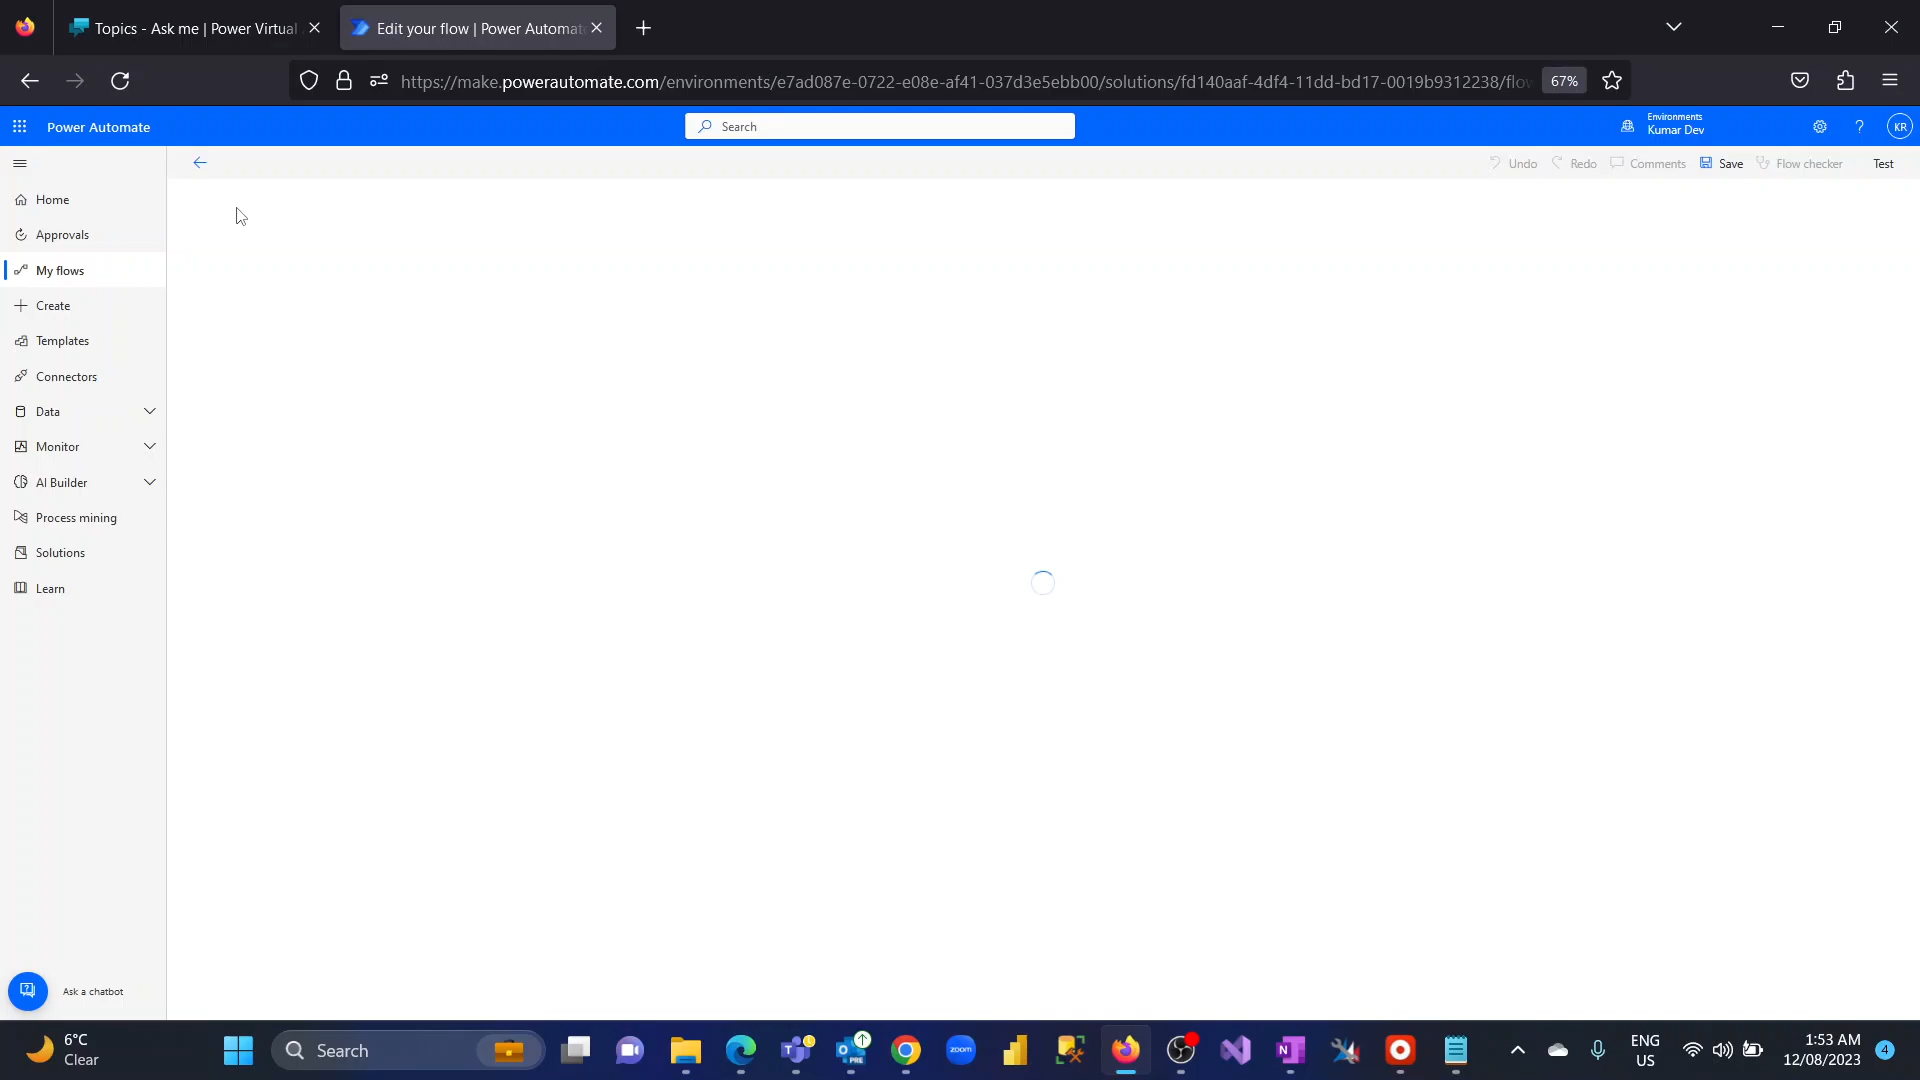 Topics - Ask me | Power Virtual
Edit your flow | Power Automat
https://make.powerautomate.com/environments/e7ad087e-0722-e08e-af41-037d3e5ebb00/solutions/fd140aaf-4df4-11dd-bd17-0019b9312238/flow
67%
Power Automate
Search
Environments
Kumar Dev
KR
Undo
Redo
Comments
Save
Flow checker
Test
Home
Approvals
My flows
Create
Templates
Connectors
Data
Monitor
AI Builder
Process mining
Solutions
Learn
Ask a chatbot
6°C
Clear
Search
PRE
zoom
ENG
US
1:53 AM
12/08/2023
4